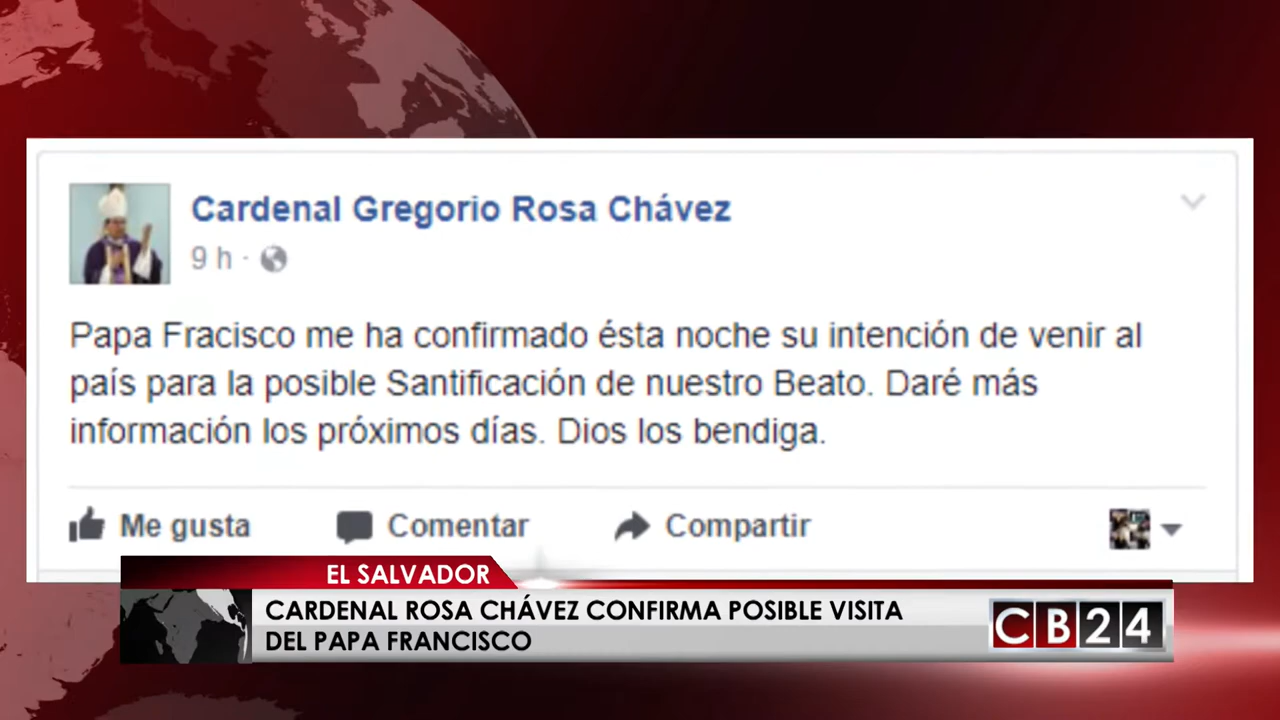 Cardenal Gregorio Rosa Chávez
9 h ·
Papa Fracisco me ha confirmado ésta noche su intención de venir al
país para la posible Santificación de nuestro Beato. Daré más
información los próximos días. Dios los bendiga.
Me gusta Comentar Compartir
EL SALVADOR
CARDENAL ROSA CHÁVEZ CONFIRMA POSIBLE VISITA
DEL PAPA FRANCISCO
CB24